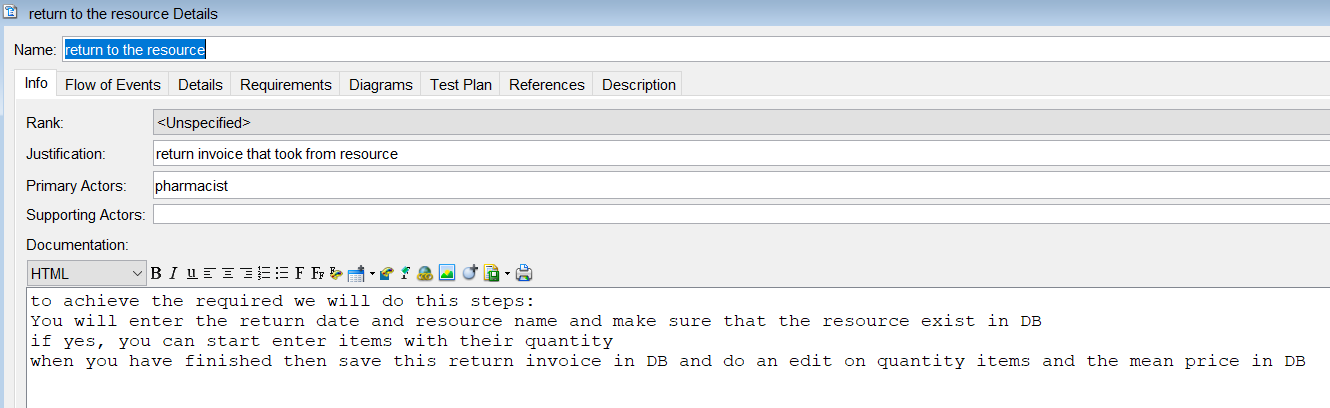 return to the resource Details
Name: return to the resource
Info Flow of Events Details Requirements Diagrams Test Plan References Description
Rank: <Unspecified>
Justification: return invoice that took from resource
Primary Actors: pharmacist
Supporting Actors:
Documentation:
HTML B I u F FF
to achieve the required we will do this steps:
You will enter the return date and resource name and make sure that the resource exist in DB
if yes, you can start enter items with their quantity
when you have finished then save this return invoice in DB and do an edit on quantity items and the mean price in DB